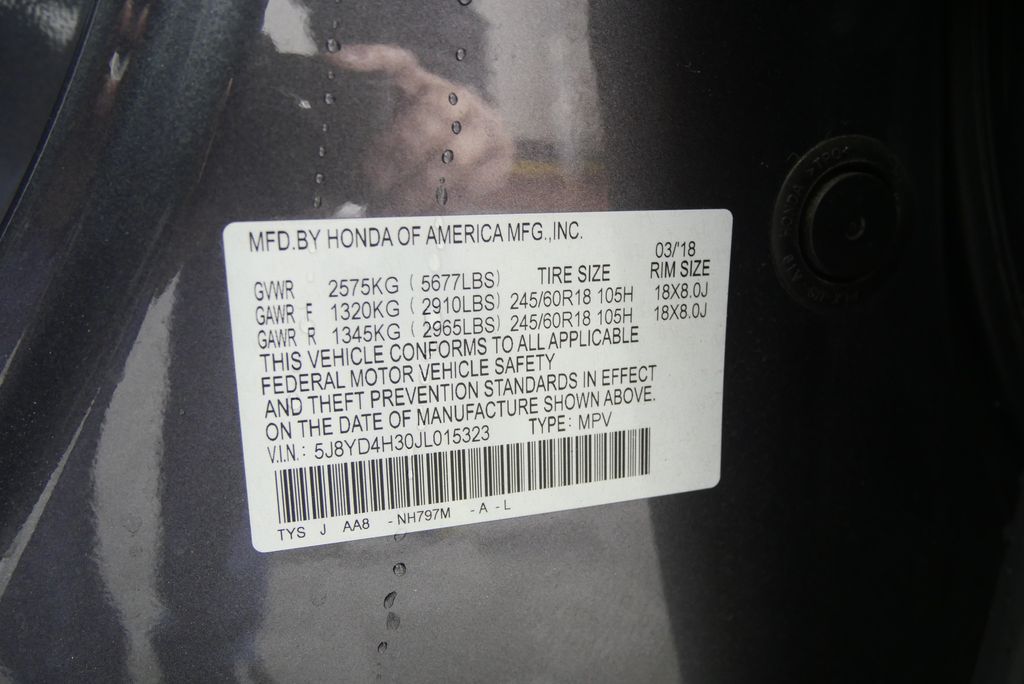 MFD.BY HONDA OF AMERICA MFG.,INC.
03/'18
GVWR 2575KG ( 5677LBS) TIRE SIZE RIM SIZE
GAWR F 1320KG ( 2910LBS) 245/60R18 105H 18X8.0J
GAWR R 1345KG ( 2965LBS) 245/60R18 105H 18X8.0J
THIS VEHICLE CONFORMS TO ALL APPLICABLE
FEDERAL MOTOR VEHICLE SAFETY
AND THEFT PREVENTION STANDARDS IN EFFECT
ON THE DATE OF MANUFACTURE SHOWN ABOVE.
V.I.N.: 5J8YD4H30JL015323 TYPE: MPV
TYS J AA8 -NH797M -A -L
HONDA >TPO<